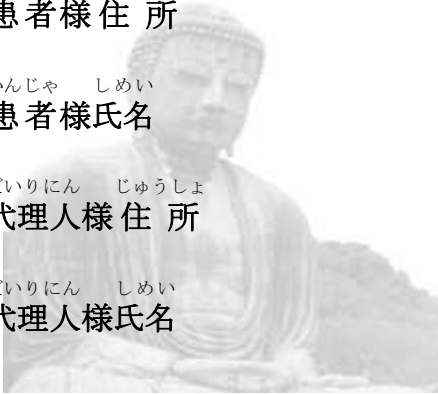 患者様住 所
んじゃ しめい
患者様氏名
いりにん じゅうしょ
代理人様住 所
いりにん しめい
代理人様氏名